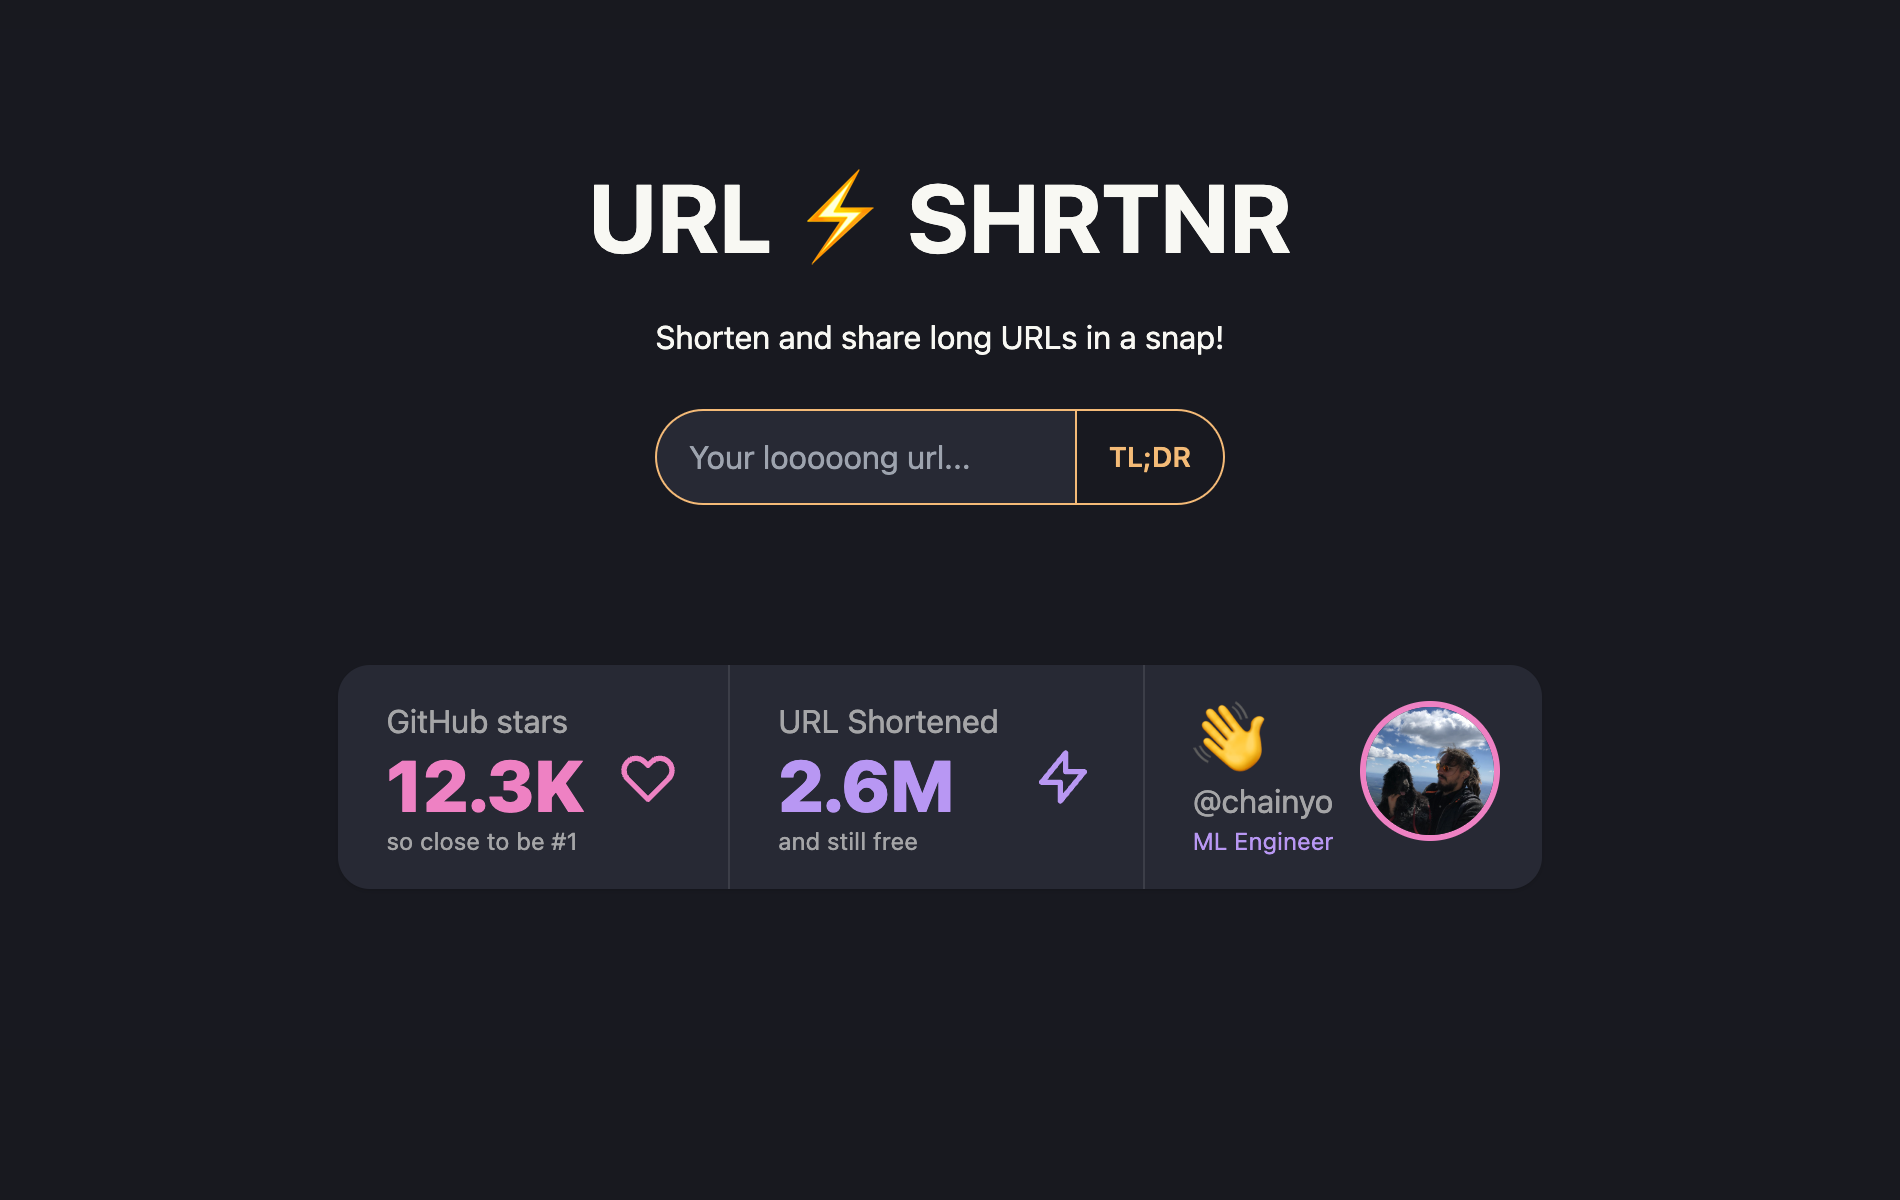 URL ⚡ SHRTNR
Shorten and share long URLs in a snap!
Your looooong url...
TL;DR
GitHub stars
12.3K
so close to be #1
URL Shortened
2.6M
and still free
👋
@chainyo
ML Engineer